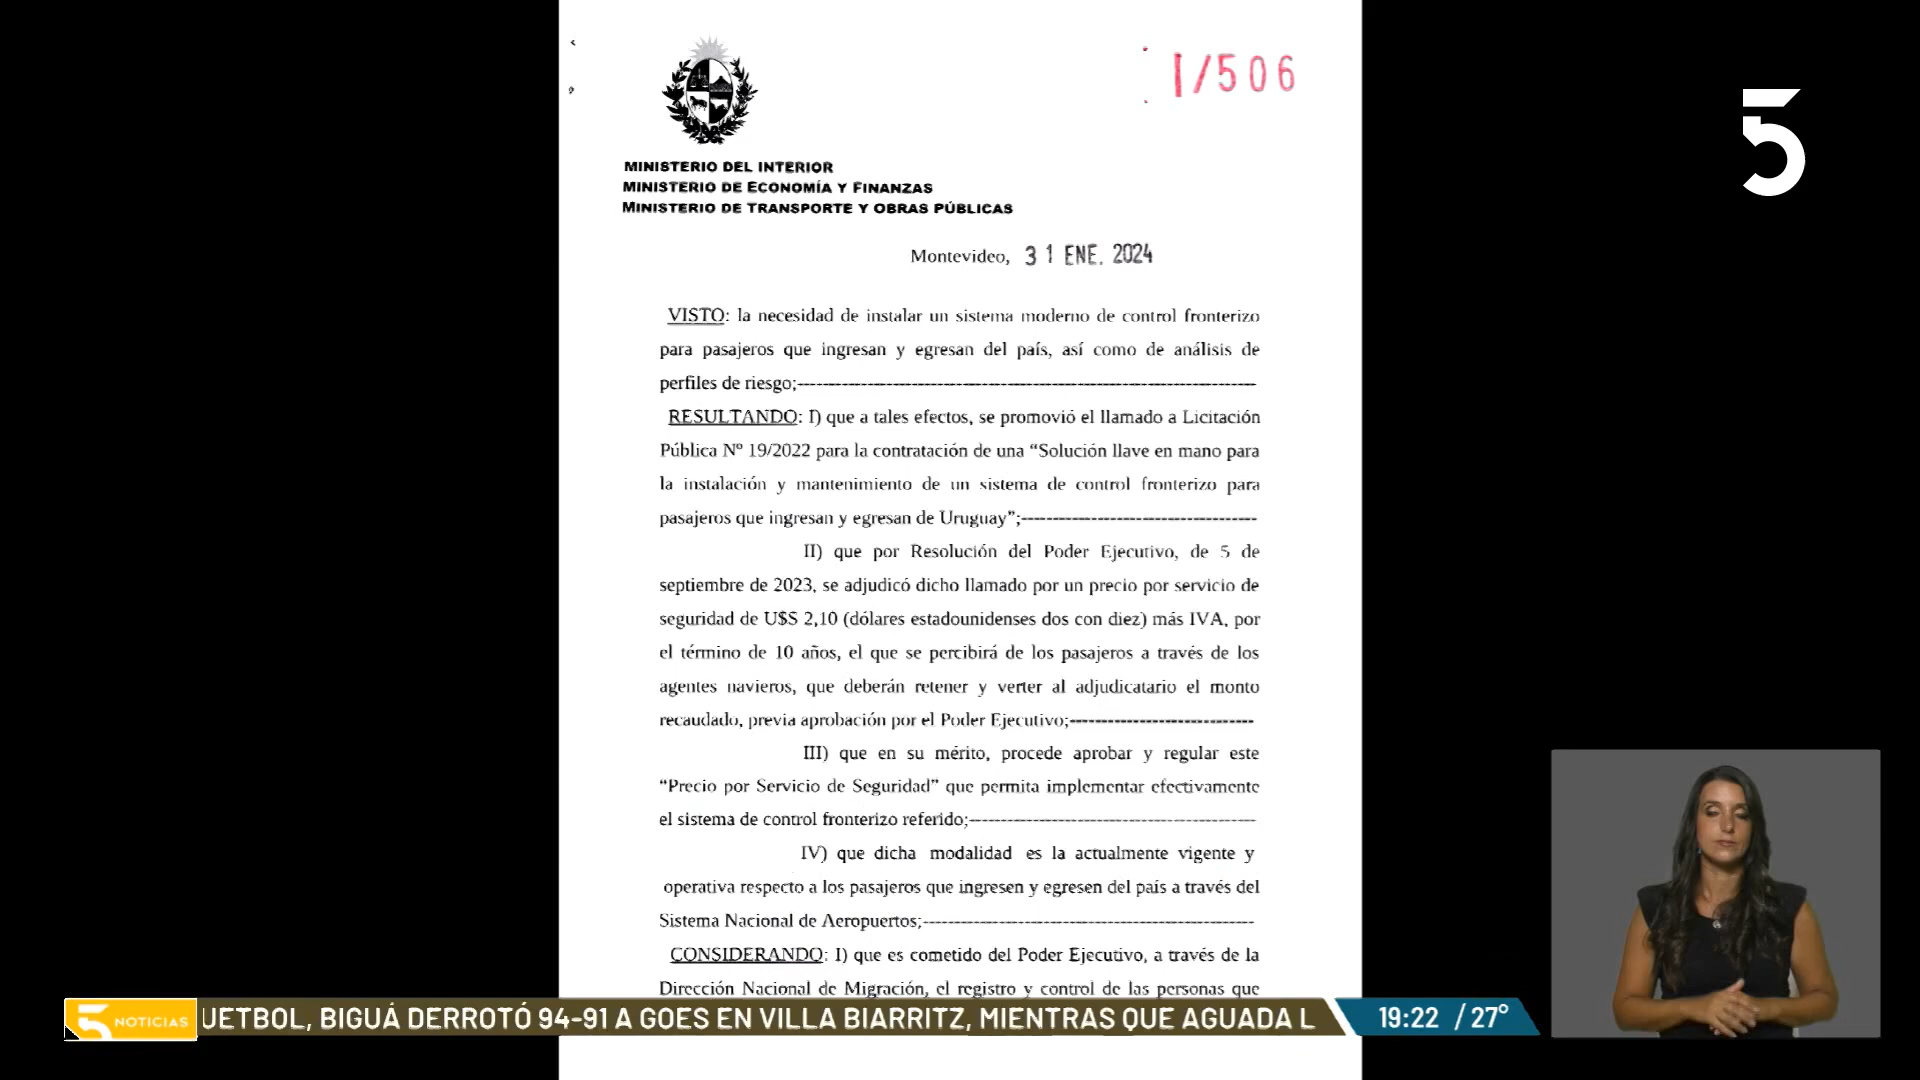 I/506
5
MINISTERIO DEL INTERIOR
MINISTERIO DE ECONOMÍA Y FINANZAS
MINISTERIO DE TRANSPORTE Y OBRAS PÚBLICAS
Montevideo, 31 ENE. 2024
VISTO: la necesidad de instalar un sistema moderno de control fronterizo
para pasajeros que ingresan y egresan del país, así como de análisis de
perfiles de riesgo;-----------------------------------------------------------------------
RESULTANDO: I) que a tales efectos, se promovió el llamado a Licitación
Pública Nº 19/2022 para la contratación de una “Solución llave en mano para
la instalación y mantenimiento de un sistema de control fronterizo para
pasajeros que ingresan y egresan de Uruguay”;------------------------------------
II) que por Resolución del Poder Ejecutivo, de 5 de
septiembre de 2023, se adjudicó dicho llamado por un precio por servicio de
seguridad de U$S 2,10 (dólares estadounidenses dos con diez) más IVA, por
el término de 10 años, el que se percibirá de los pasajeros a través de los
agentes navieros, que deberán retener y verter al adjudicatario el monto
recaudado, previa aprobación por el Poder Ejecutivo;----------------------------
III) que en su mérito, procede aprobar y regular este
“Precio por Servicio de Seguridad” que permita implementar efectivamente
el sistema de control fronterizo referido;--------------------------------------------
IV) que dicha modalidad es la actualmente vigente y
operativa respecto a los pasajeros que ingresen y egresen del país a través del
Sistema Nacional de Aeropuertos;---------------------------------------------------
CONSIDERANDO: I) que es cometido del Poder Ejecutivo, a través de la
Dirección Nacional de Migración, el registro y control de las personas que
5 NOTICIAS UETBOL, BIGUÁ DERROTÓ 94-91 A GOES EN VILLA BIARRITZ, MIENTRAS QUE AGUADA L 19:22 / 27°